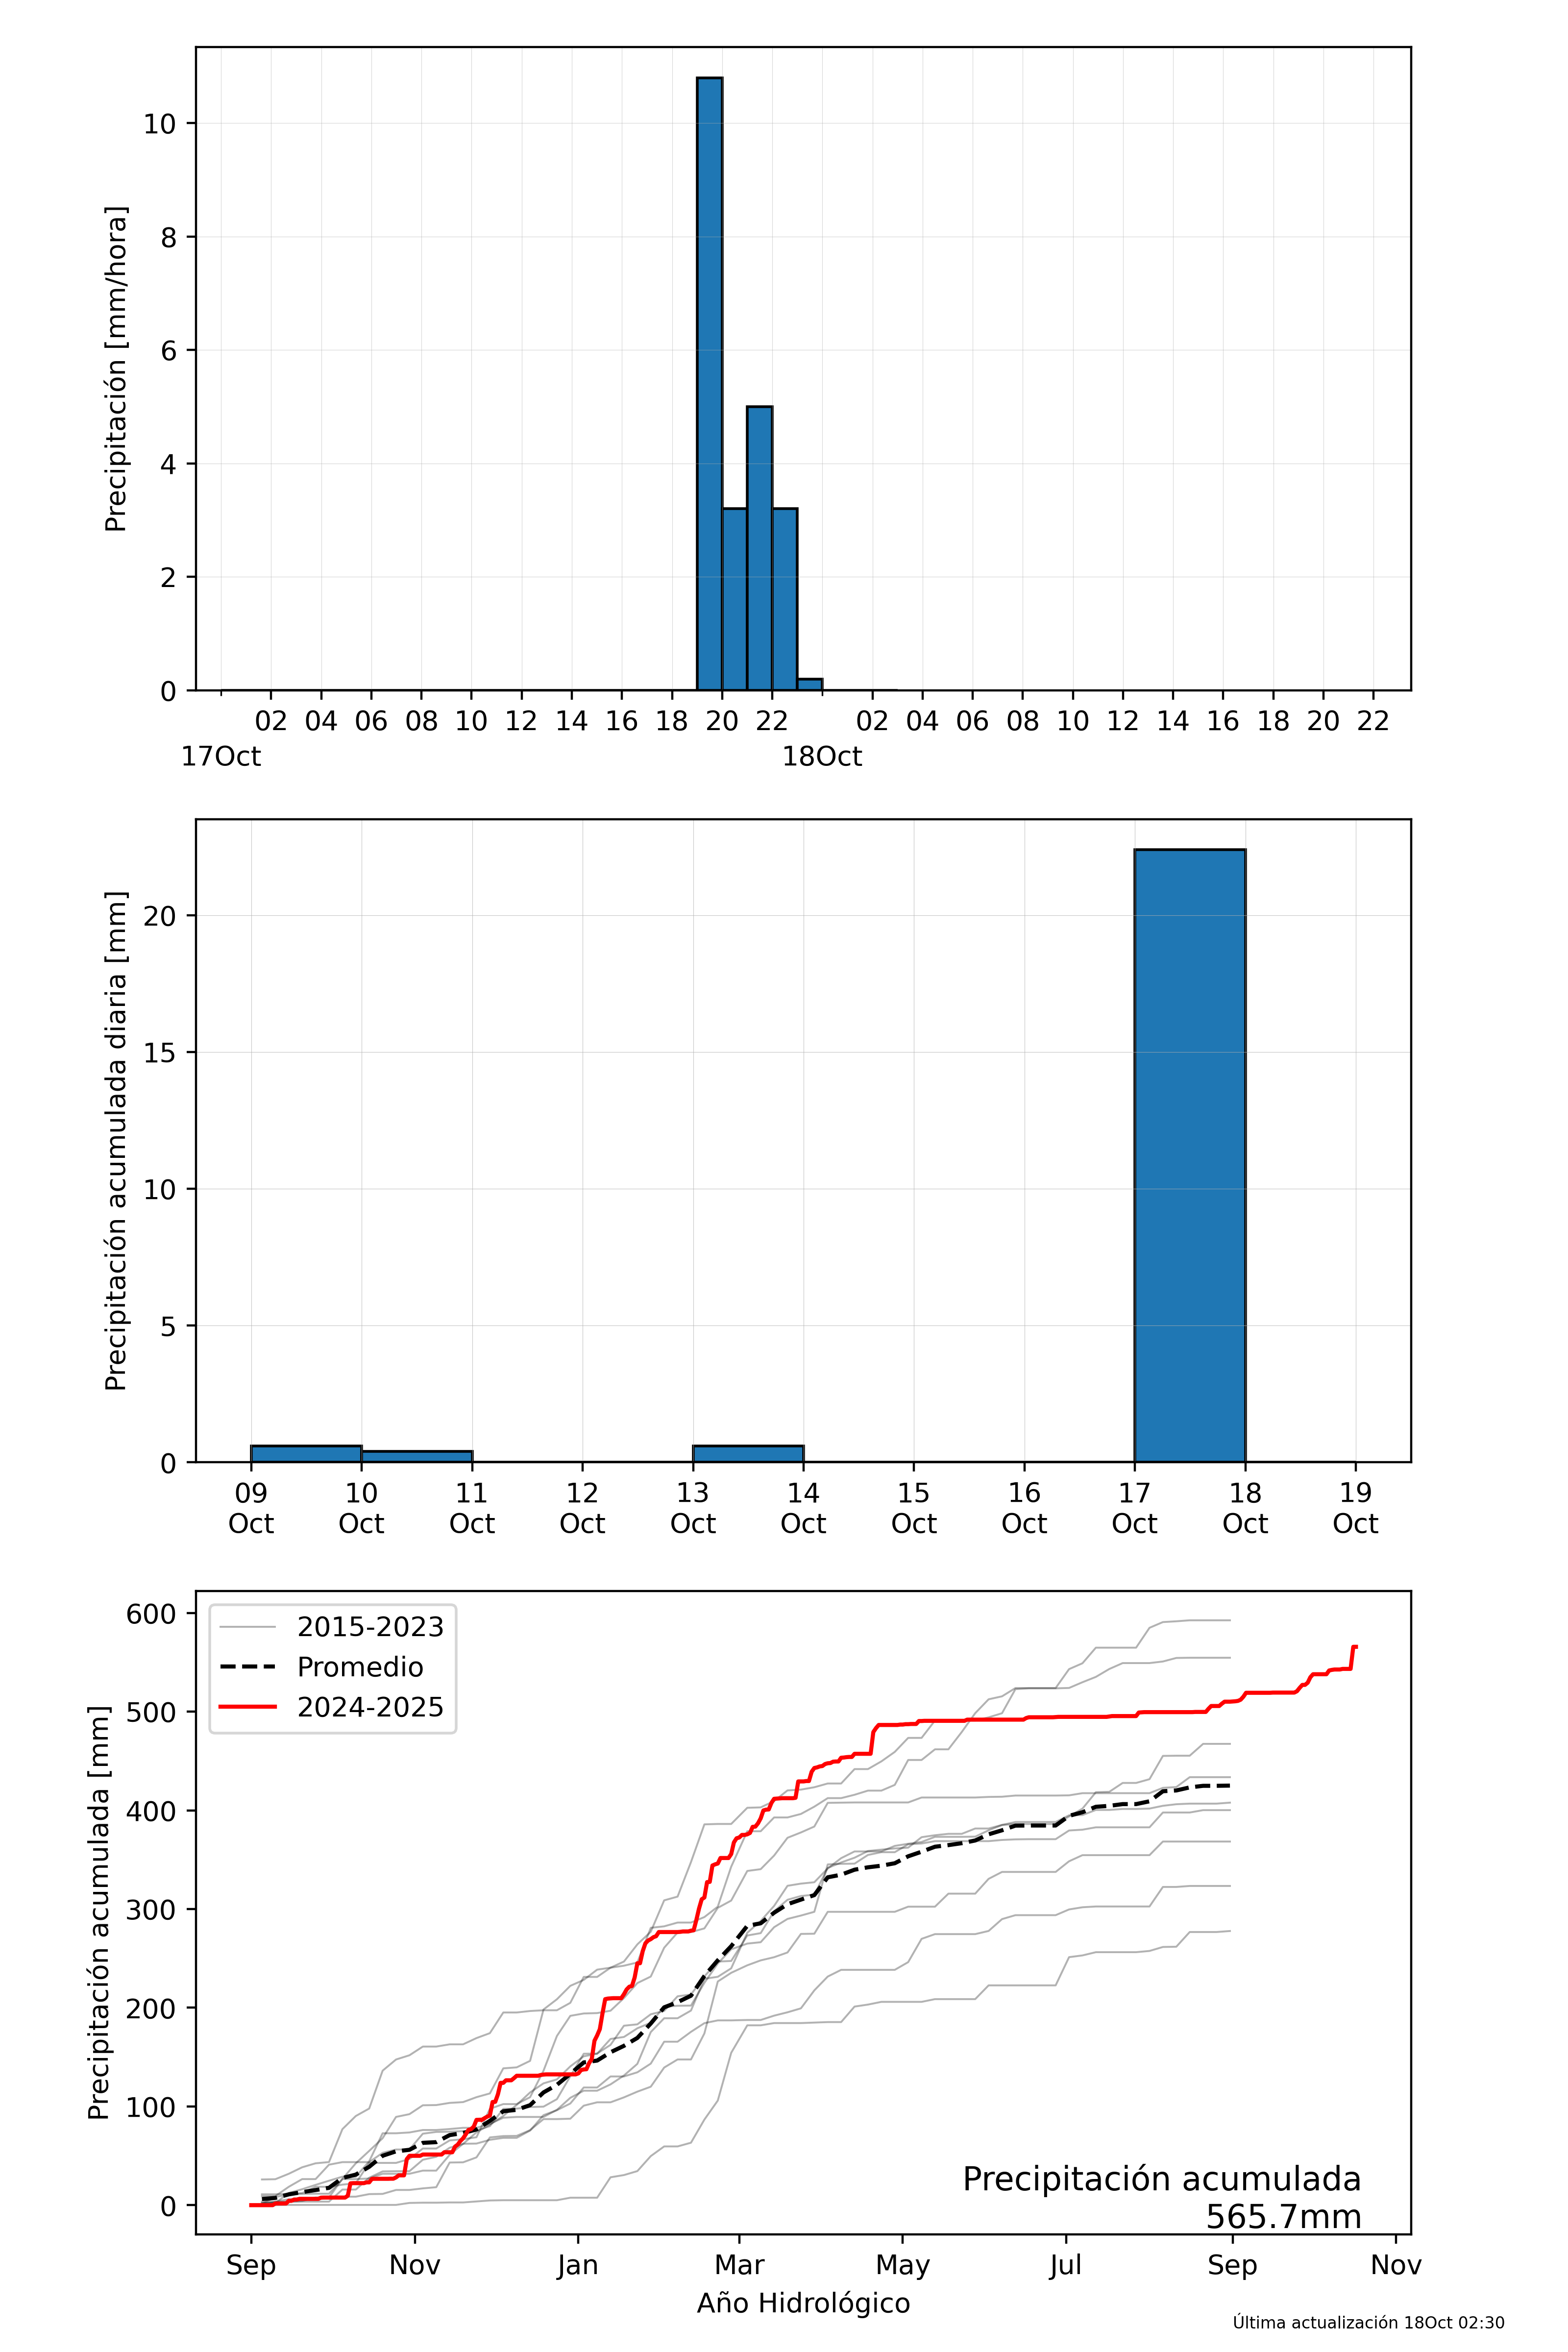 10
8
6
4
2
0
Precipitación [mm/hora]
02 04 06 08 10 12 14 16 18 20 22 02 04 06 08 10 12 14 16 18 20 22
17Oct 18Oct
20
15
10
5
0
Precipitación acumulada diaria [mm]
09 10 11 12 13 14 15 16 17 18 19
Oct Oct Oct Oct Oct Oct Oct Oct Oct Oct Oct
600
500
400
300
200
100
0
Precipitación acumulada [mm]
2015-2023
Promedio
2024-2025
Precipitación acumulada
565.7mm
Sep Nov Jan Mar May Jul Sep Nov
Año Hidrológico
Última actualización 18Oct 02:30